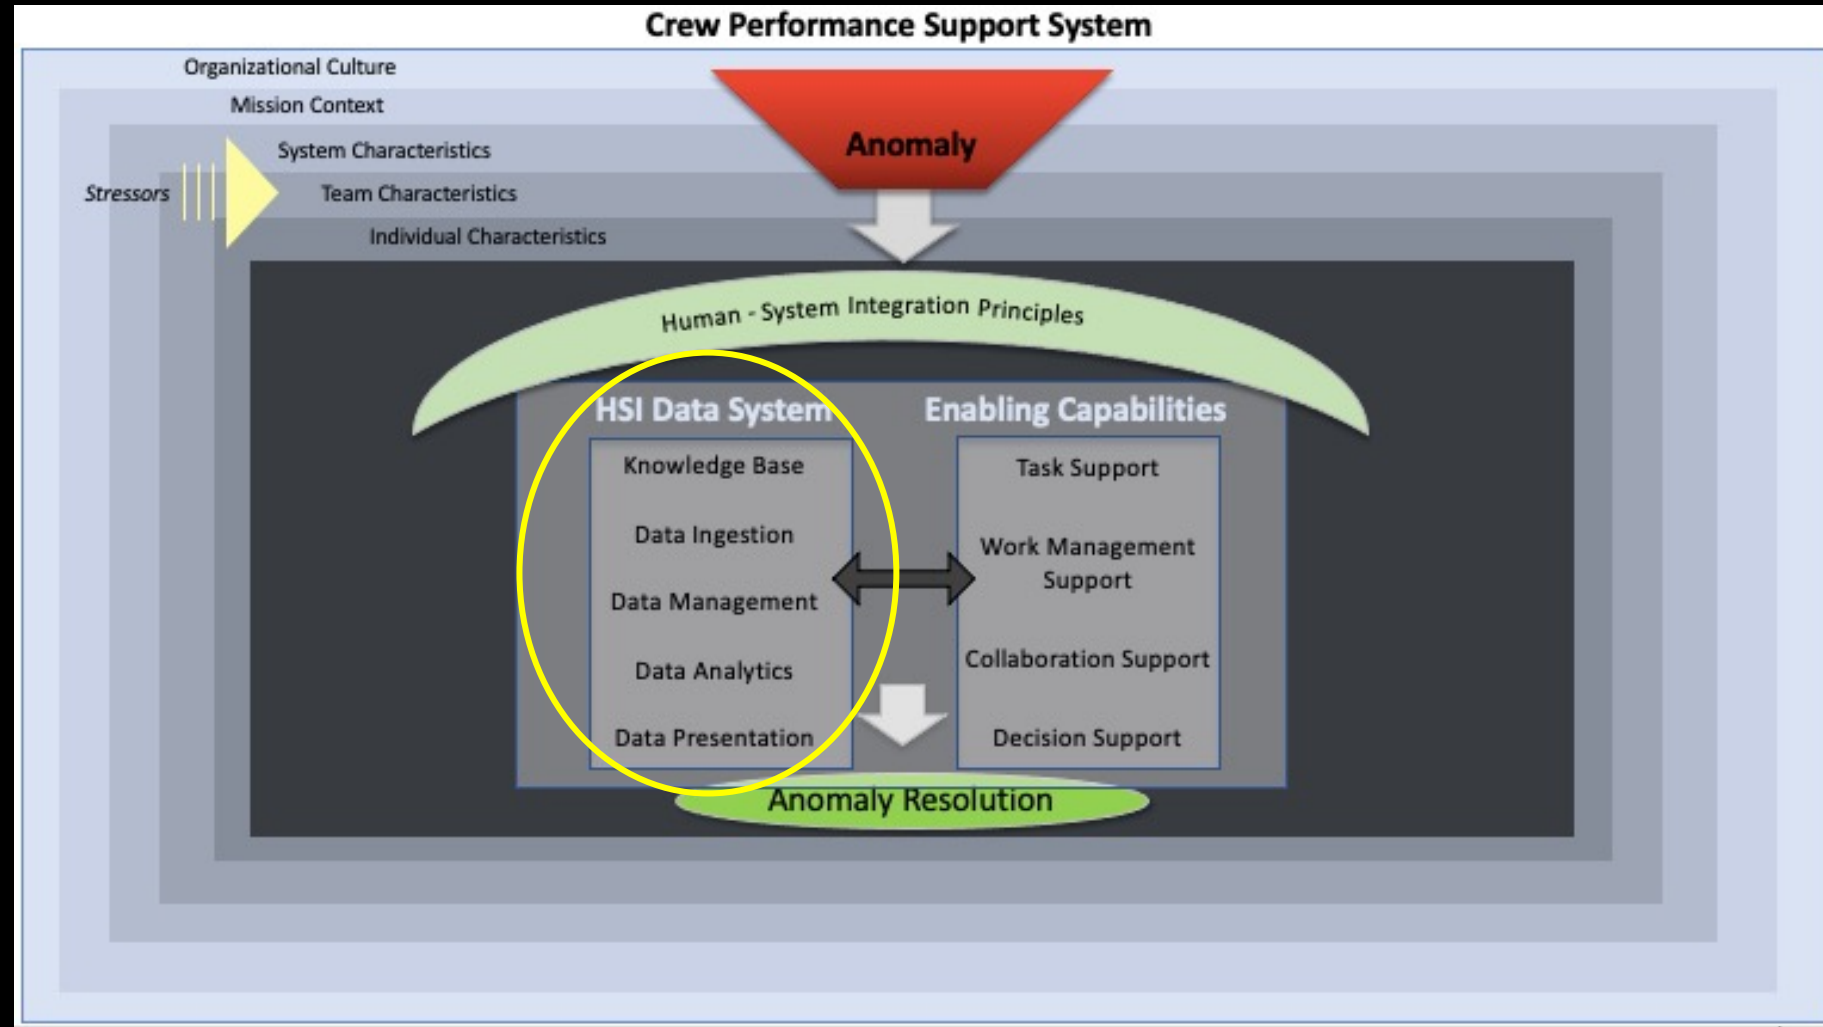 Crew Performance Support System
Organizational Culture
Mission Context
System Characteristics
Stressors
Team Characteristics
Individual Characteristics
Anomaly
Human - System Integration Principles
HSI Data System
Knowledge Base
Data Ingestion
Data Management
Data Analytics
Data Presentation
Enabling Capabilities
Task Support
Work Management
Support
Collaboration Support
Decision Support
Anomaly Resolution